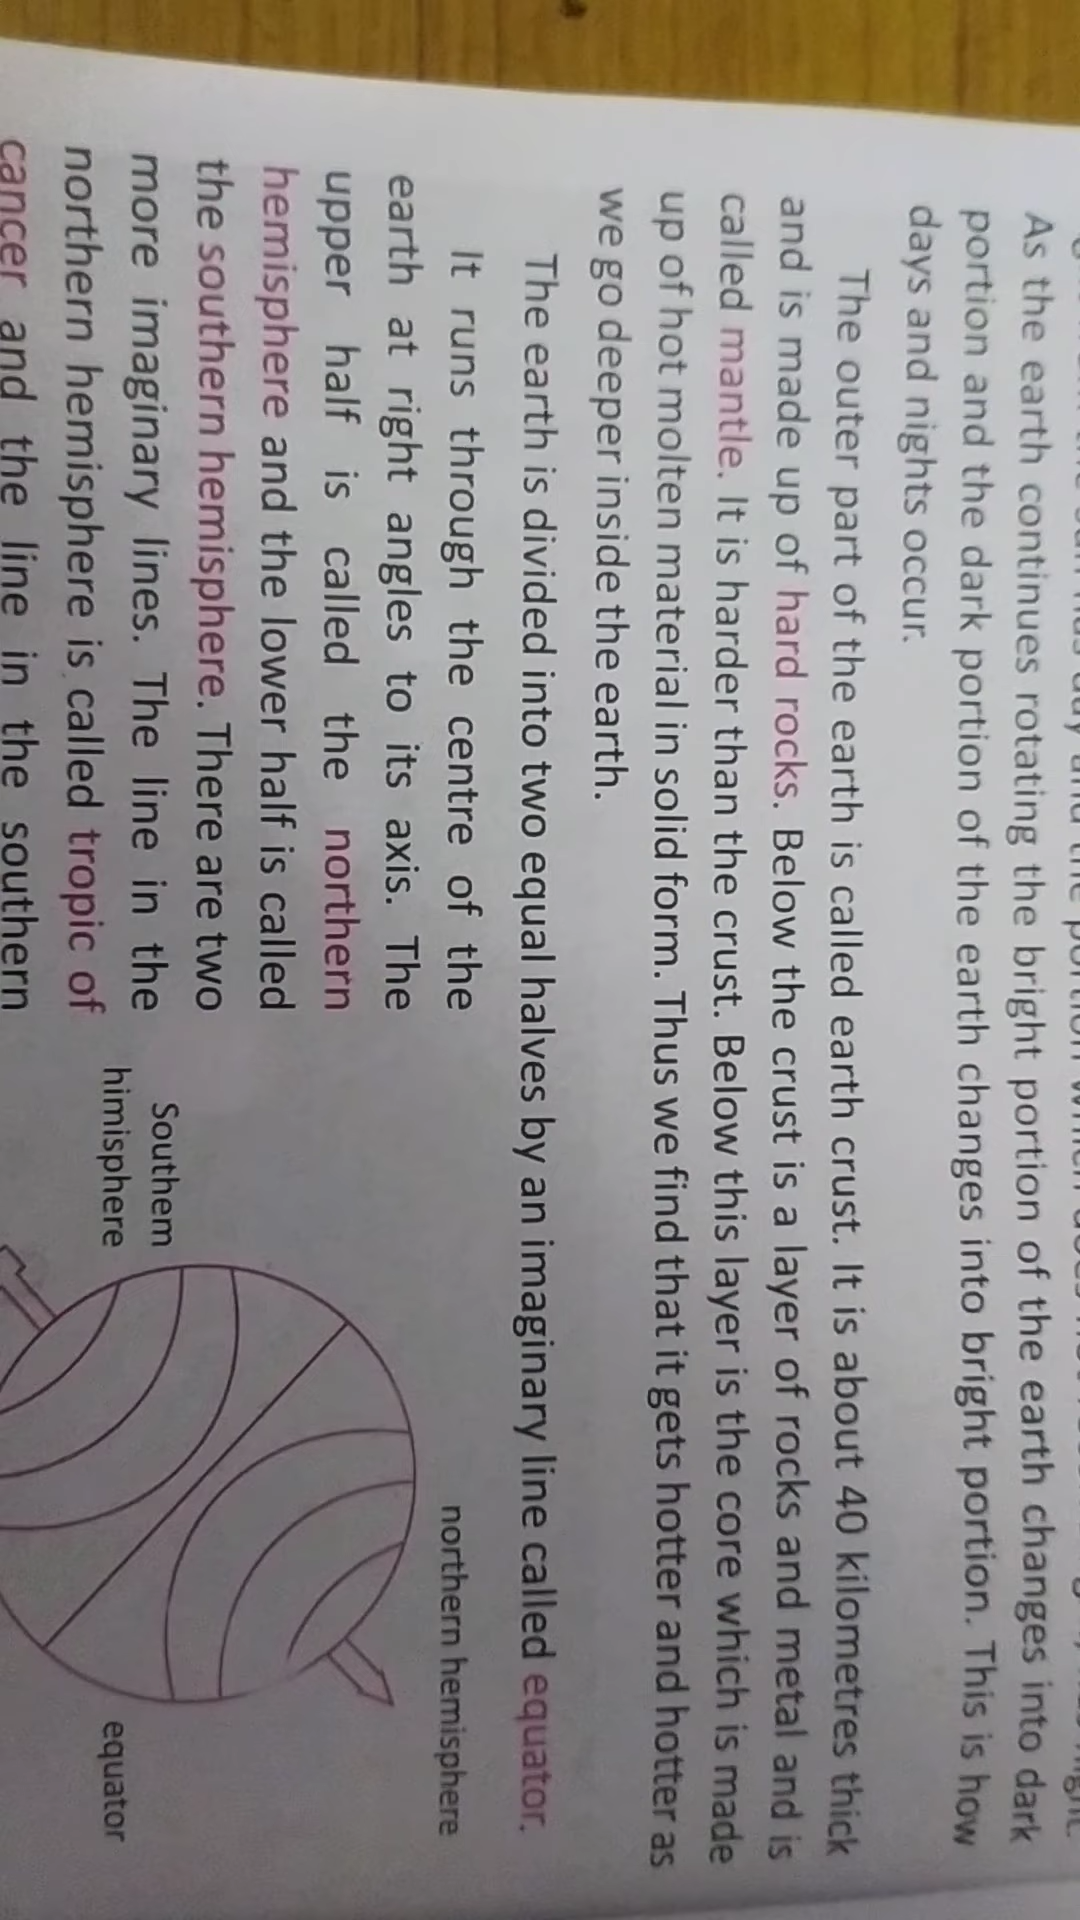 As the earth continues rotating the bright portion of the earth changes into dark
portion and the dark portion of the earth changes into bright portion. This is how
days and nights occur.
The outer part of the earth is called earth crust. It is about 40 kilometres thick
and is made up of hard rocks. Below the crust is a layer of rocks and metal and is
called mantle. It is harder than the crust. Below this layer is the core which is made
up of hot molten material in solid form. Thus we find that it gets hotter and hotter as
we go deeper inside the earth.
The earth is divided into two equal halves by an imaginary line called equator.
It runs through the centre of the
earth at right angles to its axis. The
upper half is called the northern
hemisphere and the lower half is called
the southern hemisphere. There are two
more imaginary lines. The line in the
northern hemisphere is called tropic of
cancer and the line in the southern
northern hemisphere
Southem
himisphere
equator